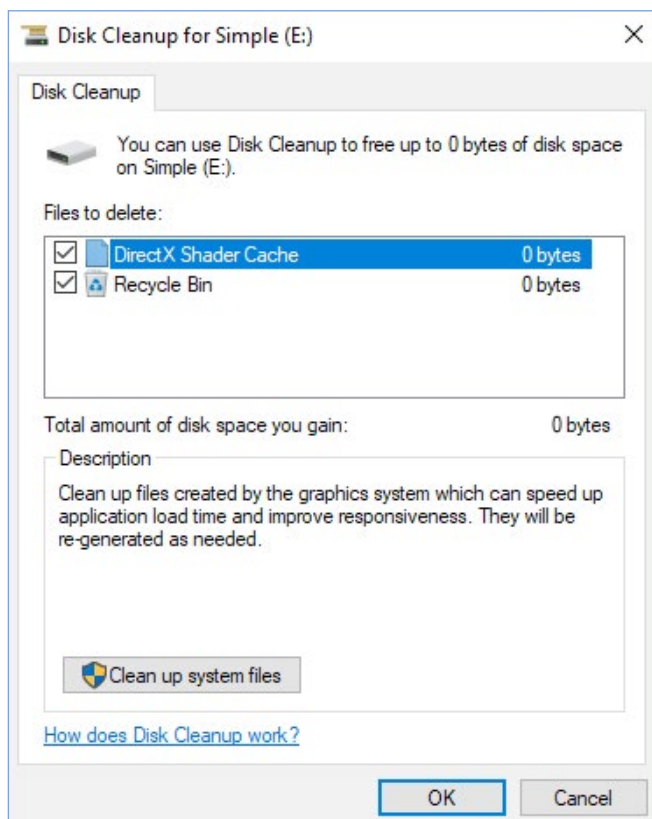 Disk Cleanup for Simple (E:)
Disk Cleanup
You can use Disk Cleanup to free up to 0 bytes of disk space
on Simple (E:).
Files to delete:
DirectX Shader Cache 0 bytes
Recycle Bin 0 bytes
Total amount of disk space you gain: 0 bytes
Description
Clean up files created by the graphics system which can speed up
application load time and improve responsiveness. They will be
re-generated as needed.
Clean up system files
How does Disk Cleanup work?
OK Cancel